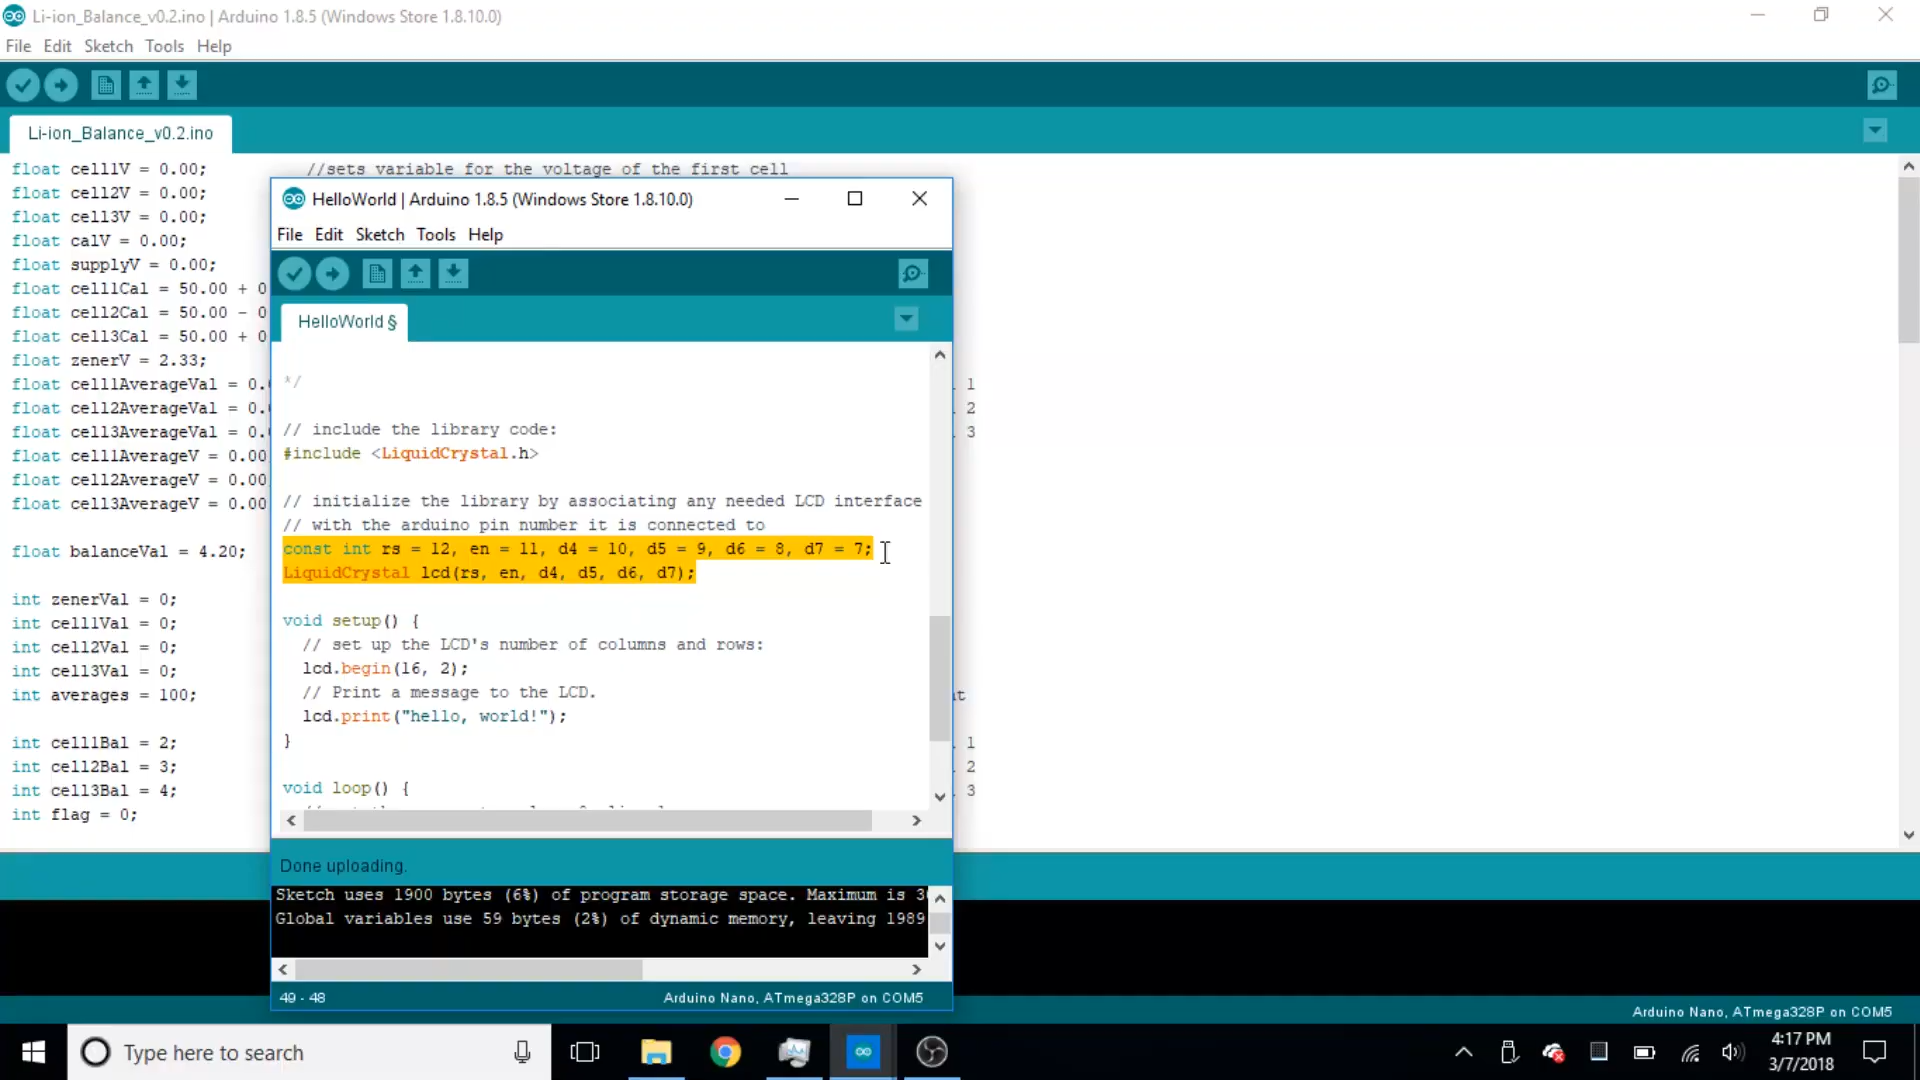 Li-ion_Balance_v0.2.ino | Arduino 1.8.5 (Windows Store 1.8.10.0)
File Edit Sketch Tools Help
Li-ion_Balance_v0.2.ino
float cell1V = 0.00; //sets variable for the voltage of the first cell
float cell2V = 0.00;
float cell3V = 0.00;
float calV = 0.00;
float supplyV = 0.00;
float cell1Cal = 50.00 + 0
float cell2Cal = 50.00 - 0
float cell3Cal = 50.00 + 0
float zenerV = 2.33;
float cell1AverageVal = 0. 1
float cell2AverageVal = 0. 2
float cell3AverageVal = 0. 3
float cell1AverageV = 0.00
float cell2AverageV = 0.00
float cell3AverageV = 0.00
float balanceVal = 4.20;
int zenerVal = 0;
int cell1Val = 0;
int cell2Val = 0;
int cell3Val = 0;
int averages = 100;
int cell1Bal = 2; 1
int cell2Bal = 3; 2
int cell3Bal = 4; 3
int flag = 0;
HelloWorld | Arduino 1.8.5 (Windows Store 1.8.10.0)
File Edit Sketch Tools Help
HelloWorld §
*/
// include the library code:
#include <LiquidCrystal.h>
// initialize the library by associating any needed LCD interface
// with the arduino pin number it is connected to
const int rs = 12, en = 11, d4 = 10, d5 = 9, d6 = 8, d7 = 7;
LiquidCrystal lcd(rs, en, d4, d5, d6, d7);
void setup() {
// set up the LCD's number of columns and rows:
lcd.begin(16, 2);
// Print a message to the LCD.
lcd.print("hello, world!");
}
void loop() {
Done uploading.
Sketch uses 1900 bytes (6%) of program storage space. Maximum is 3
Global variables use 59 bytes (2%) of dynamic memory, leaving 1989
49 - 48 Arduino Nano, ATmega328P on COM5
Arduino Nano, ATmega328P on COM5
Type here to search
4:17 PM
3/7/2018